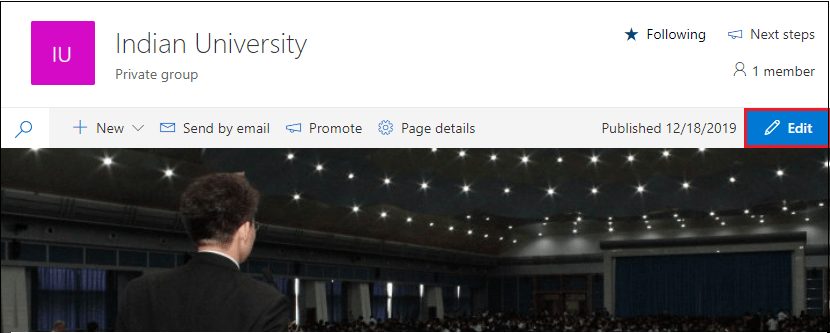 IU
Indian University
Private group
Following Next steps
1 member
New Send by email Promote Page details Published 12/18/2019 Edit